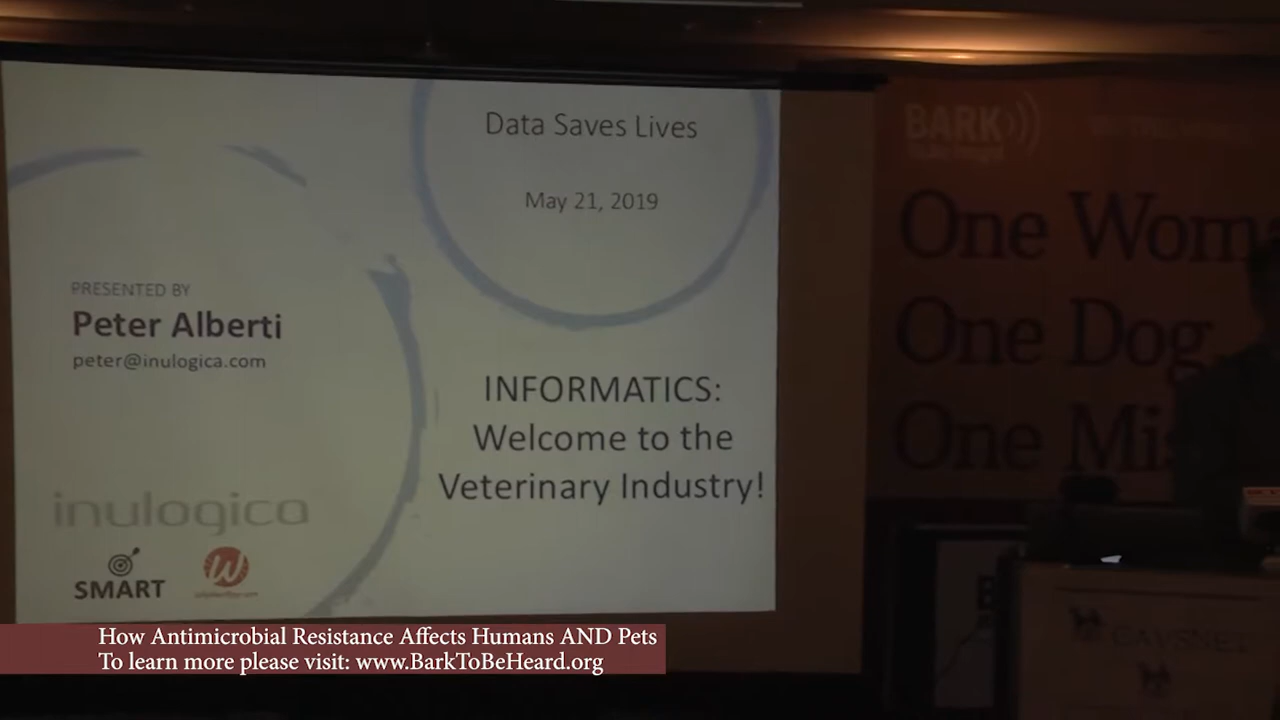 Data Saves Lives
May 21, 2019
PRESENTED BY
Peter Alberti
peter@inulogica.com
INFORMATICS:
Welcome to the
Veterinary Industry!
inulogica
SMART
W
BARK
One Woma
One Dog
One Mis
CAVSNET
How Antimicrobial Resistance Affects Humans AND Pets
To learn more please visit: www.BarkToBeHeard.org